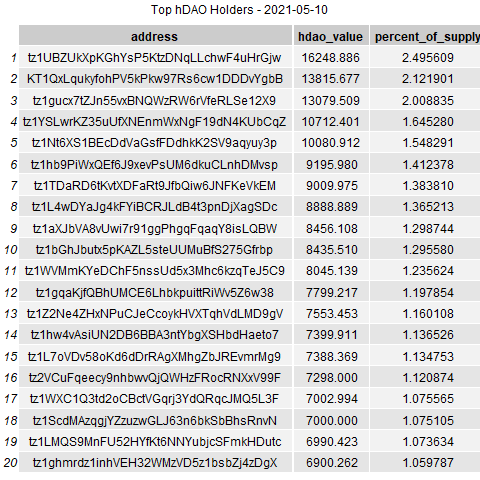 Top hDAO Holders - 2021-05-10
address hdao_value percent_of_supply
1 tz1UBZUkXpKGhYsP5KtzDNqLLchwF4uHrGjw 16248.886 2.495609
2 KT1QxLqukyfohPV5kPkw97Rs6cw1DDDvYgbB 13815.677 2.121901
3 tz1gucx7tZJn55vxBNQWzRW6rVfeRLSe12X9 13079.509 2.008835
4 tz1YSLwrKZ35uUfXNEnmWxNgF19dN4KUbCqZ 10712.401 1.645280
5 tz1Nt6XS1BEcDdVaGsfFDdhkK2SV9aqyuy3p 10080.912 1.548291
6 tz1hb9PiWxQEf6J9xevPsUM6dkuCLnhDMvsp 9195.980 1.412378
7 tz1TDaRD6tKvtXDFaRt9JfbQiw6JNFKeVkEM 9009.975 1.383810
8 tz1L4wDYaJg4kFYiBCRJLdB4t3pnDjXagSDc 8888.889 1.365213
9 tz1aXJbVA8vUwi7r91ggPhgqFqaqY8isLQBW 8456.108 1.298744
10 tz1bGhJbutx5pKAZL5steUUMuBfS275Gfrbp 8435.510 1.295580
11 tz1WVMmKYeDChF5nssUd5x3Mhc6kzqTeJ5C9 8045.139 1.235624
12 tz1gqaKjfQBhUMCE6LhbkpuittRiWv5Z6w38 7799.217 1.197854
13 tz1Z2Ne4ZHxNPuCJeCcoykHVXTqhVdLMD9gV 7553.453 1.160108
14 tz1hw4vAsiUN2DB6BBA3ntYbgXSHbdHaeto7 7399.911 1.136526
15 tz1L7oVDv58oKd6dDrRAgXMhgZbJREvmrMg9 7388.369 1.134753
16 tz2VCuFqeecy9nhbwvQjQWHzFRocRNXxV99F 7298.000 1.120874
17 tz1WXC1Q3td2oCBctVGqrj3YdQRqcJMQ5L3F 7002.994 1.075565
18 tz1ScdMAzqgjYZzuzwGLJ63n6bkSbBhsRnvN 7000.000 1.075105
19 tz1LMQS9MnFU52HYfKt6NNYubjcSFmkHDutc 6990.423 1.073634
20 tz1ghmrdz1inhVEH32WMzVD5z1bsbZj4zDgX 6900.262 1.059787